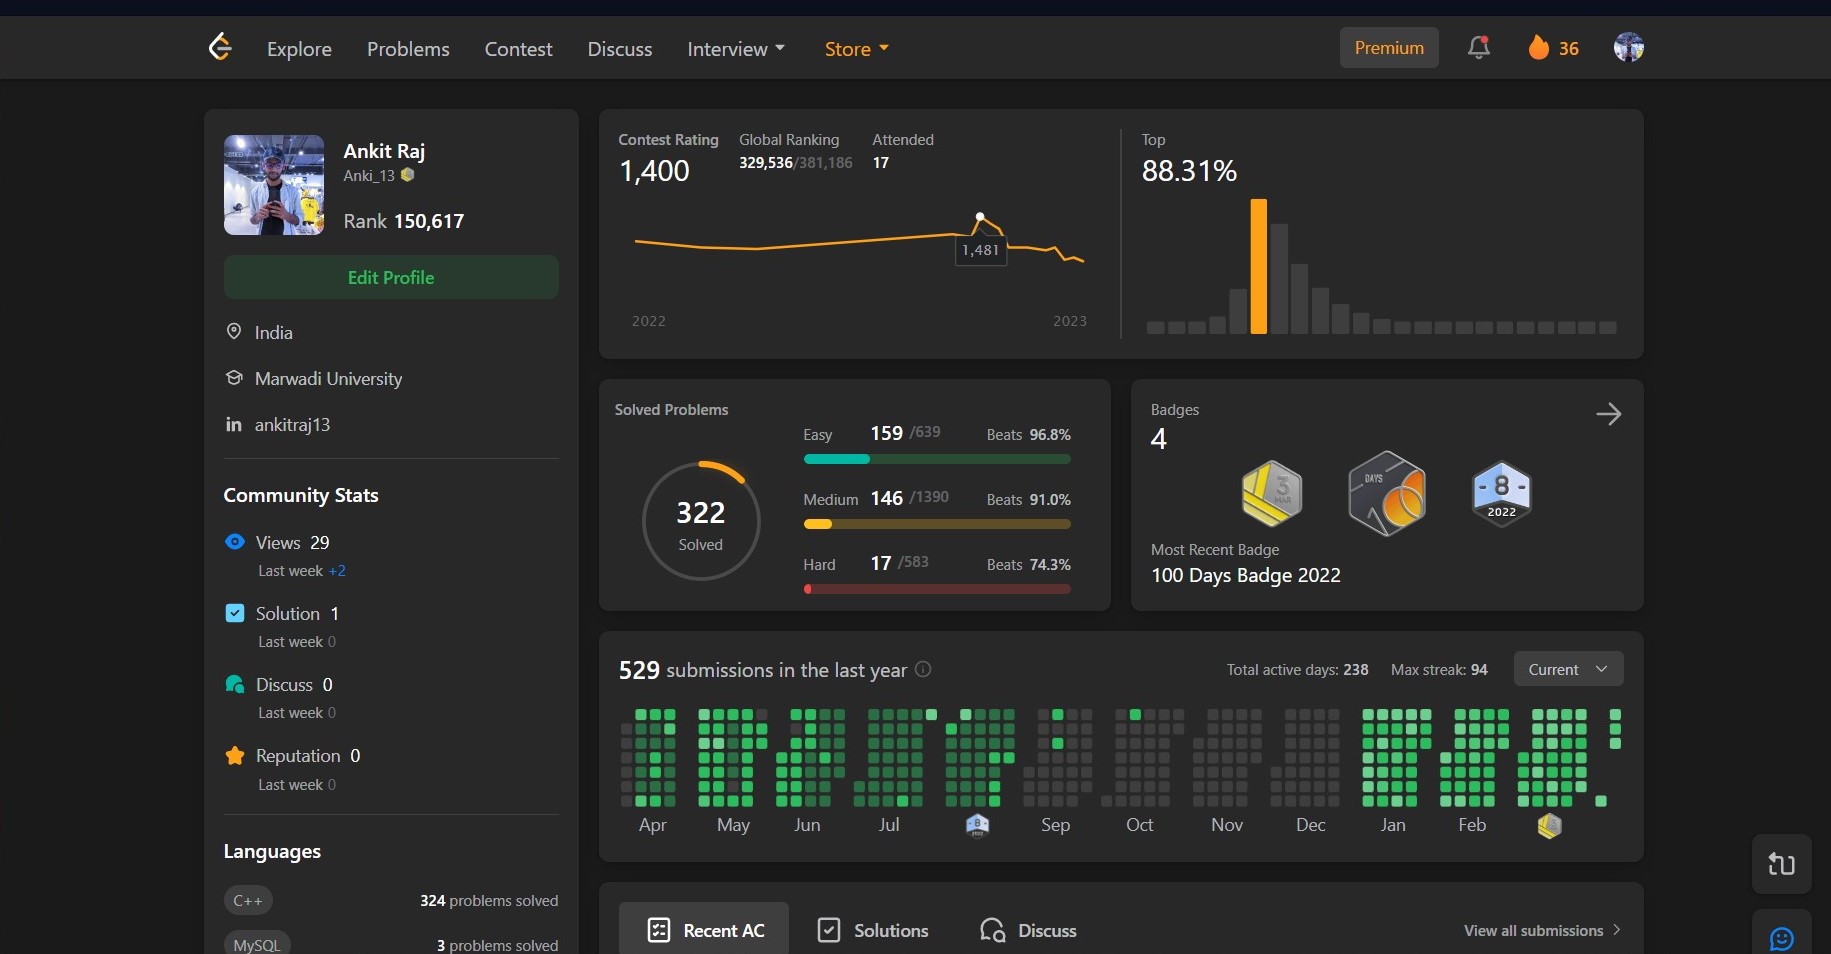 Explore Problems Contest Discuss Interview Store Premium 36
Ankit Raj
Anki_13
Rank 150,617
Edit Profile
India
Marwadi University
ankitraj13
Community Stats
Views 29
Last week +2
Solution 1
Last week 0
Discuss 0
Last week 0
Reputation 0
Last week 0
Languages
C++ 324 problems solved
MySQL 3 problems solved
Contest Rating Global Ranking Attended
1,400 329,536/381,186 17
1,481
2022 2023
Top
88.31%
Solved Problems
322
Solved
Easy 159 /639 Beats 96.8%
Medium 146 /1390 Beats 91.0%
Hard 17 /583 Beats 74.3%
Badges
4
3
MAR
DAYS
8
2022
Most Recent Badge
100 Days Badge 2022
529 submissions in the last year Total active days: 238 Max streak: 94 Current
Apr May Jun Jul Sep Oct Nov Dec Jan Feb
Recent AC Solutions Discuss View all submissions